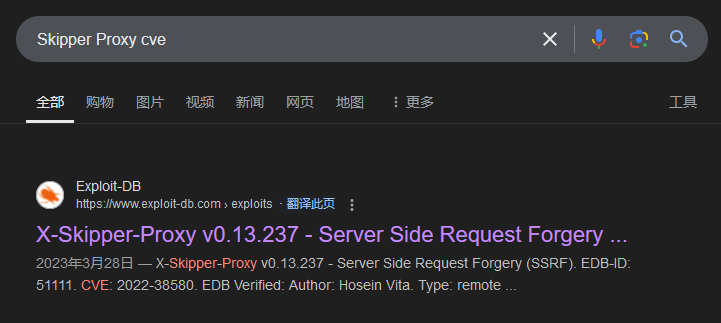 Skipper Proxy cve
全部 购物 图片 视频 新闻 网页 地图 更多 工具
Exploit-DB
https://www.exploit-db.com › exploits · 翻译此页
X-Skipper-Proxy v0.13.237 - Server Side Request Forgery ...
2023年3月28日 — X-Skipper-Proxy v0.13.237 - Server Side Request Forgery (SSRF). EDB-ID:
51111. CVE: 2022-38580. EDB Verified: Author: Hosein Vita. Type: remote ...